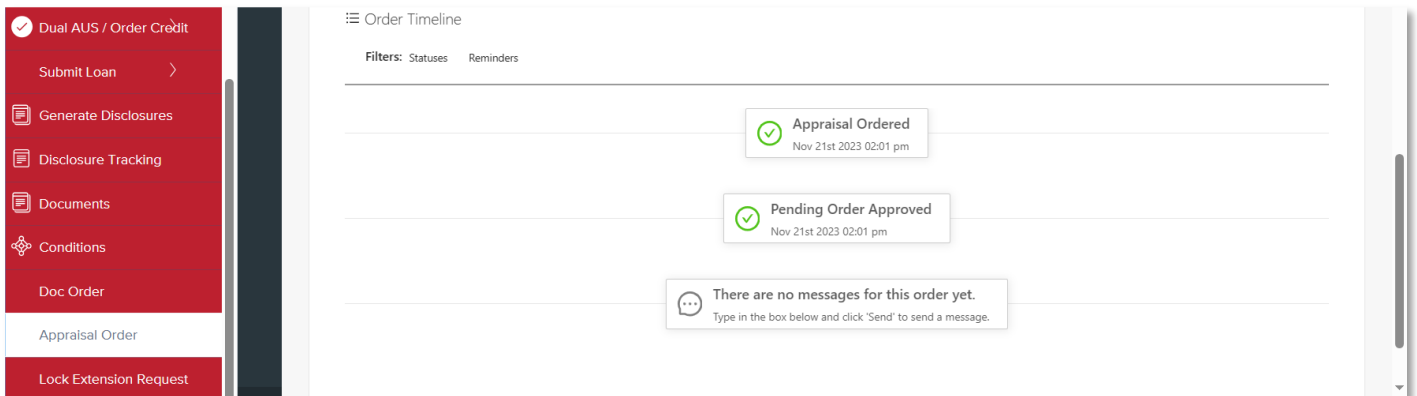 Dual AUS / Order Credit
Submit Loan
Generate Disclosures
Disclosure Tracking
Documents
Conditions
Doc Order
Appraisal Order
Lock Extension Request
Order Timeline
Filters: Statuses Reminders
Appraisal Ordered
Nov 21st 2023 02:01 pm
Pending Order Approved
Nov 21st 2023 02:01 pm
There are no messages for this order yet.
Type in the box below and click 'Send' to send a message.